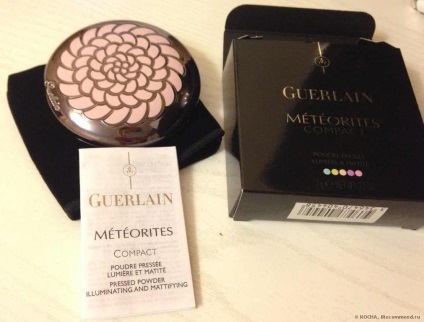 GUERLAIN
MÉTÉORITES
COMPACT
POUDRE PRESSÉE
LUMIÈRE ET MATITÉ
PRESSED POWDER
ILLUMINATING AND MATTIFYING
GUERLAIN
MÉTÉORITES
COMPACT
POUDRE PRESSÉE
LUMIÈRE & MATITÉ
© ROCHA, IRecommend.ru